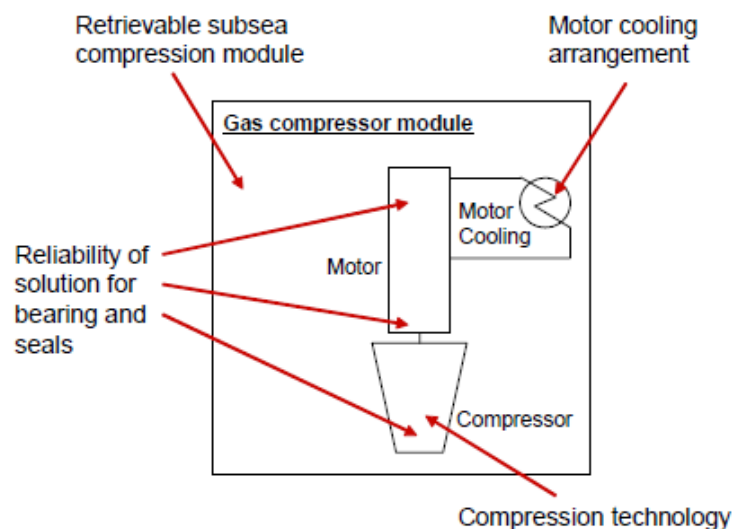 Retrievable subsea
compression module
Motor cooling
arrangement
Gas compressor module
Motor
Cooling
Reliability of
solution for
bearing and
seals
Motor
Compressor
Compression technology